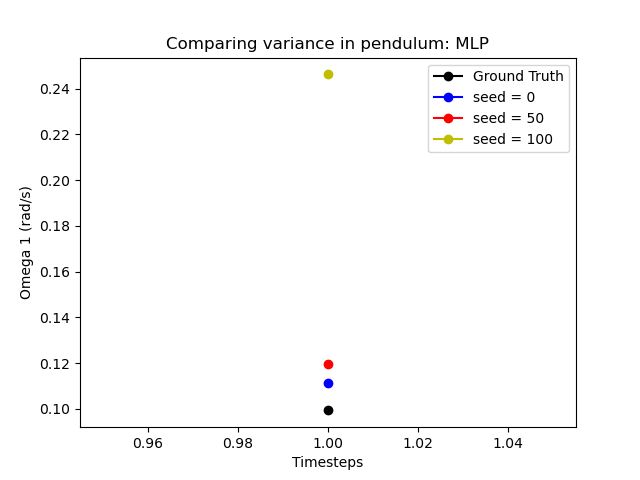 Comparing variance in pendulum: MLP
Ground Truth
seed = 0
seed = 50
seed = 100
Omega 1 (rad/s)
0.24
0.22
0.20
0.18
0.16
0.14
0.12
0.10
0.96 0.98 1.00 1.02 1.04
Timesteps